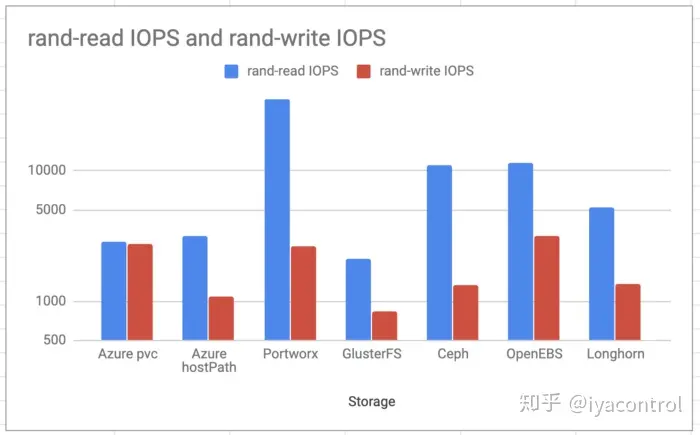 rand-read IOPS and rand-write IOPS
rand-read IOPS
rand-write IOPS
10000
5000
1000
500
Azure pvc
Azure
hostPath
Portworx
GlusterFS
Ceph
OpenEBS
Longhorn
Storage
知乎 @iyacontrol